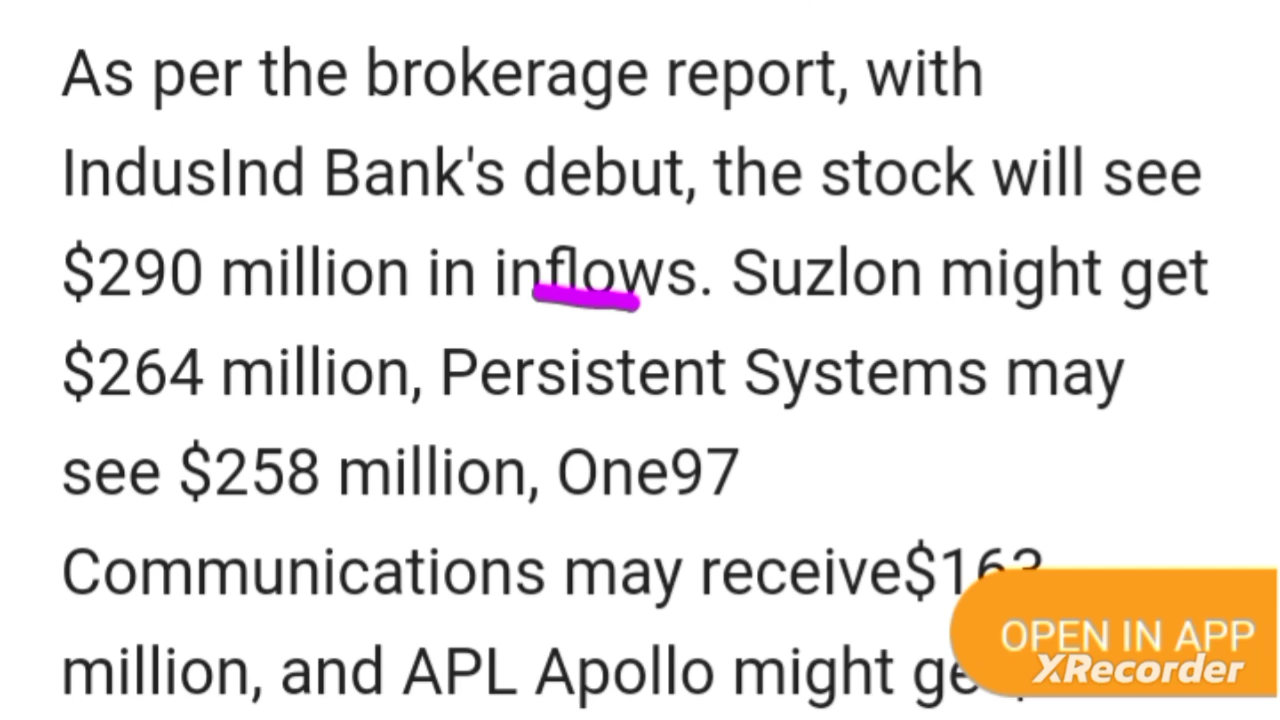 As per the brokerage report, with
IndusInd Bank's debut, the stock will see
$290 million in inflows. Suzlon might get
$264 million, Persistent Systems may
see $258 million, One97
Communications may receive$163
million, and APL Apollo might get
OPEN IN APP
XRecorder